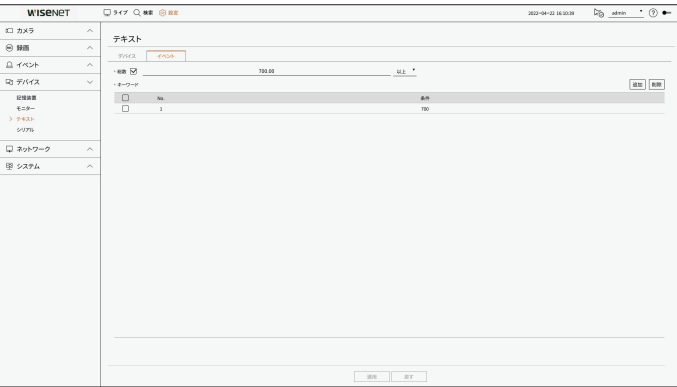 WISENET ライブ 検索 設定 2022-04-22 16:10:39 admin
カメラ
録画
イベント
デバイス
記憶装置
モニター
テキスト
シリアル
ネットワーク
システム
テキスト
デバイス イベント
・総額 700.00 以上
・キーワード 追加 削除
No. 条件
1 700
適用 戻す